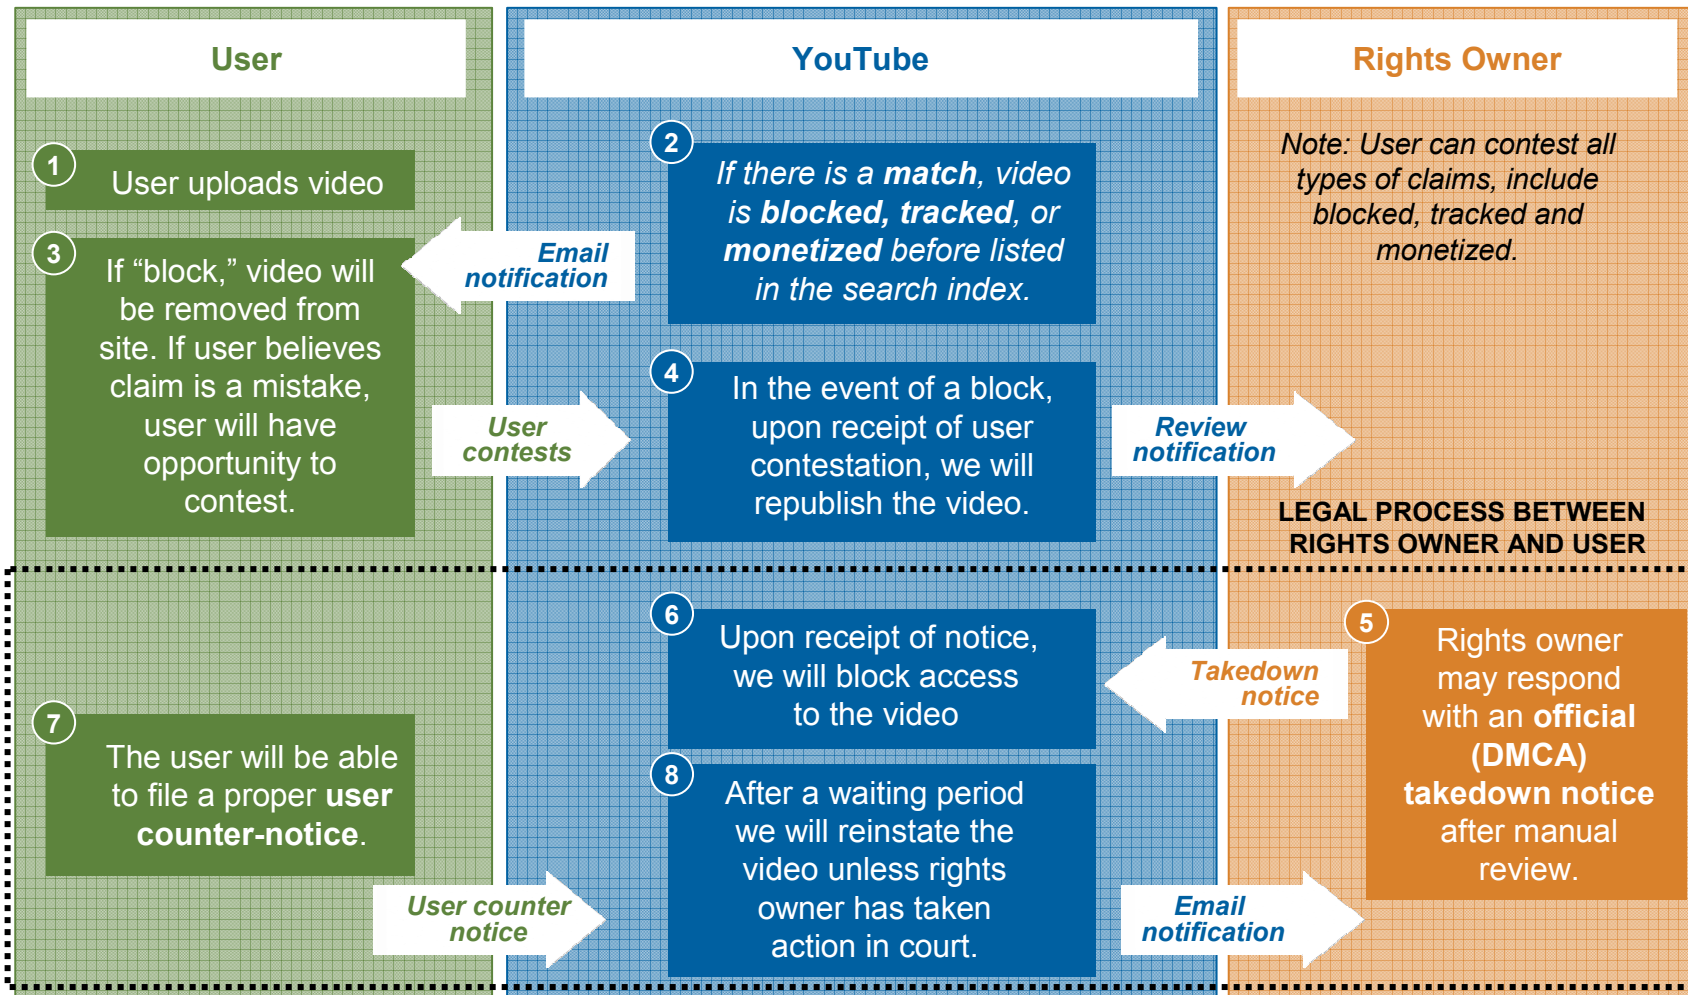 User
YouTube
Rights Owner
1
User uploads video
2
If there is a match, video
is blocked, tracked, or
monetized before listed
in the search index.
Note: User can contest all
types of claims, include
blocked, tracked and
monetized.
Email
notification
3
If “block,” video will
be removed from
site. If user believes
claim is a mistake,
user will have
opportunity to
contest.
User
contests
4
In the event of a block,
upon receipt of user
contestation, we will
republish the video.
Review
notification
LEGAL PROCESS BETWEEN
RIGHTS OWNER AND USER
5
Rights owner
may respond
with an official
(DMCA)
takedown notice
after manual
review.
Takedown
notice
6
Upon receipt of notice,
we will block access
to the video
7
The user will be able
to file a proper user
counter-notice.
User counter
notice
8
After a waiting period
we will reinstate the
video unless rights
owner has taken
action in court.
Email
notification